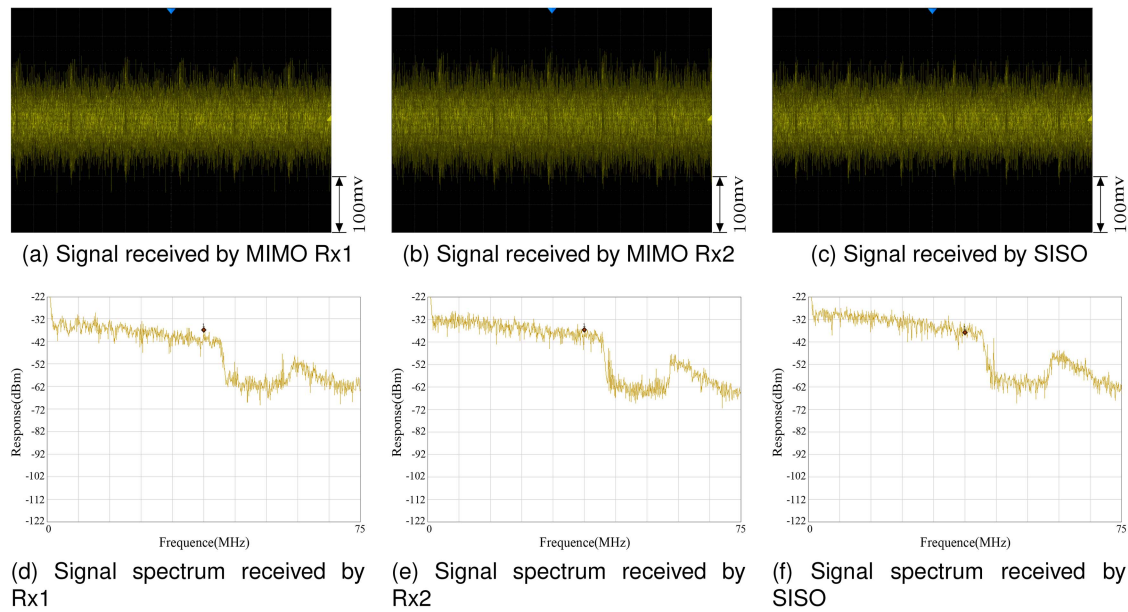 100mv
100mv
100mv
(a) Signal received by MIMO Rx1
(b) Signal received by MIMO Rx2
(c) Signal received by SISO
-22
-32
-42
-52
-62
-72
-82
-92
-102
-112
-122
Response(dBm)
0
75
Frequence(MHz)
-22
-32
-42
-52
-62
-72
-82
-92
-102
-112
-122
Response(dBm)
0
75
Frequence(MHz)
-22
-32
-42
-52
-62
-72
-82
-92
-102
-112
-122
Response(dBm)
0
75
Frequence(MHz)
(d) Signal spectrum received by
Rx1
(e) Signal spectrum received by
Rx2
(f) Signal spectrum received by
SISO